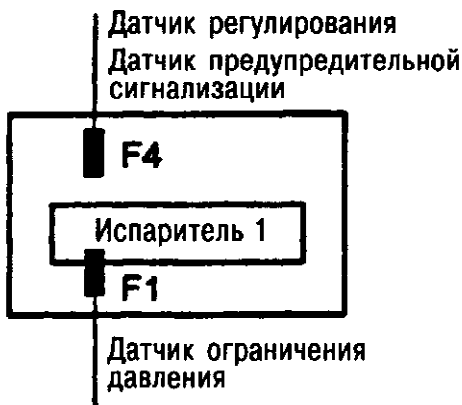 Датчик регулирования
Датчик предупредительной
сигнализации
F4
Испаритель 1
F1
Датчик ограничения
давления